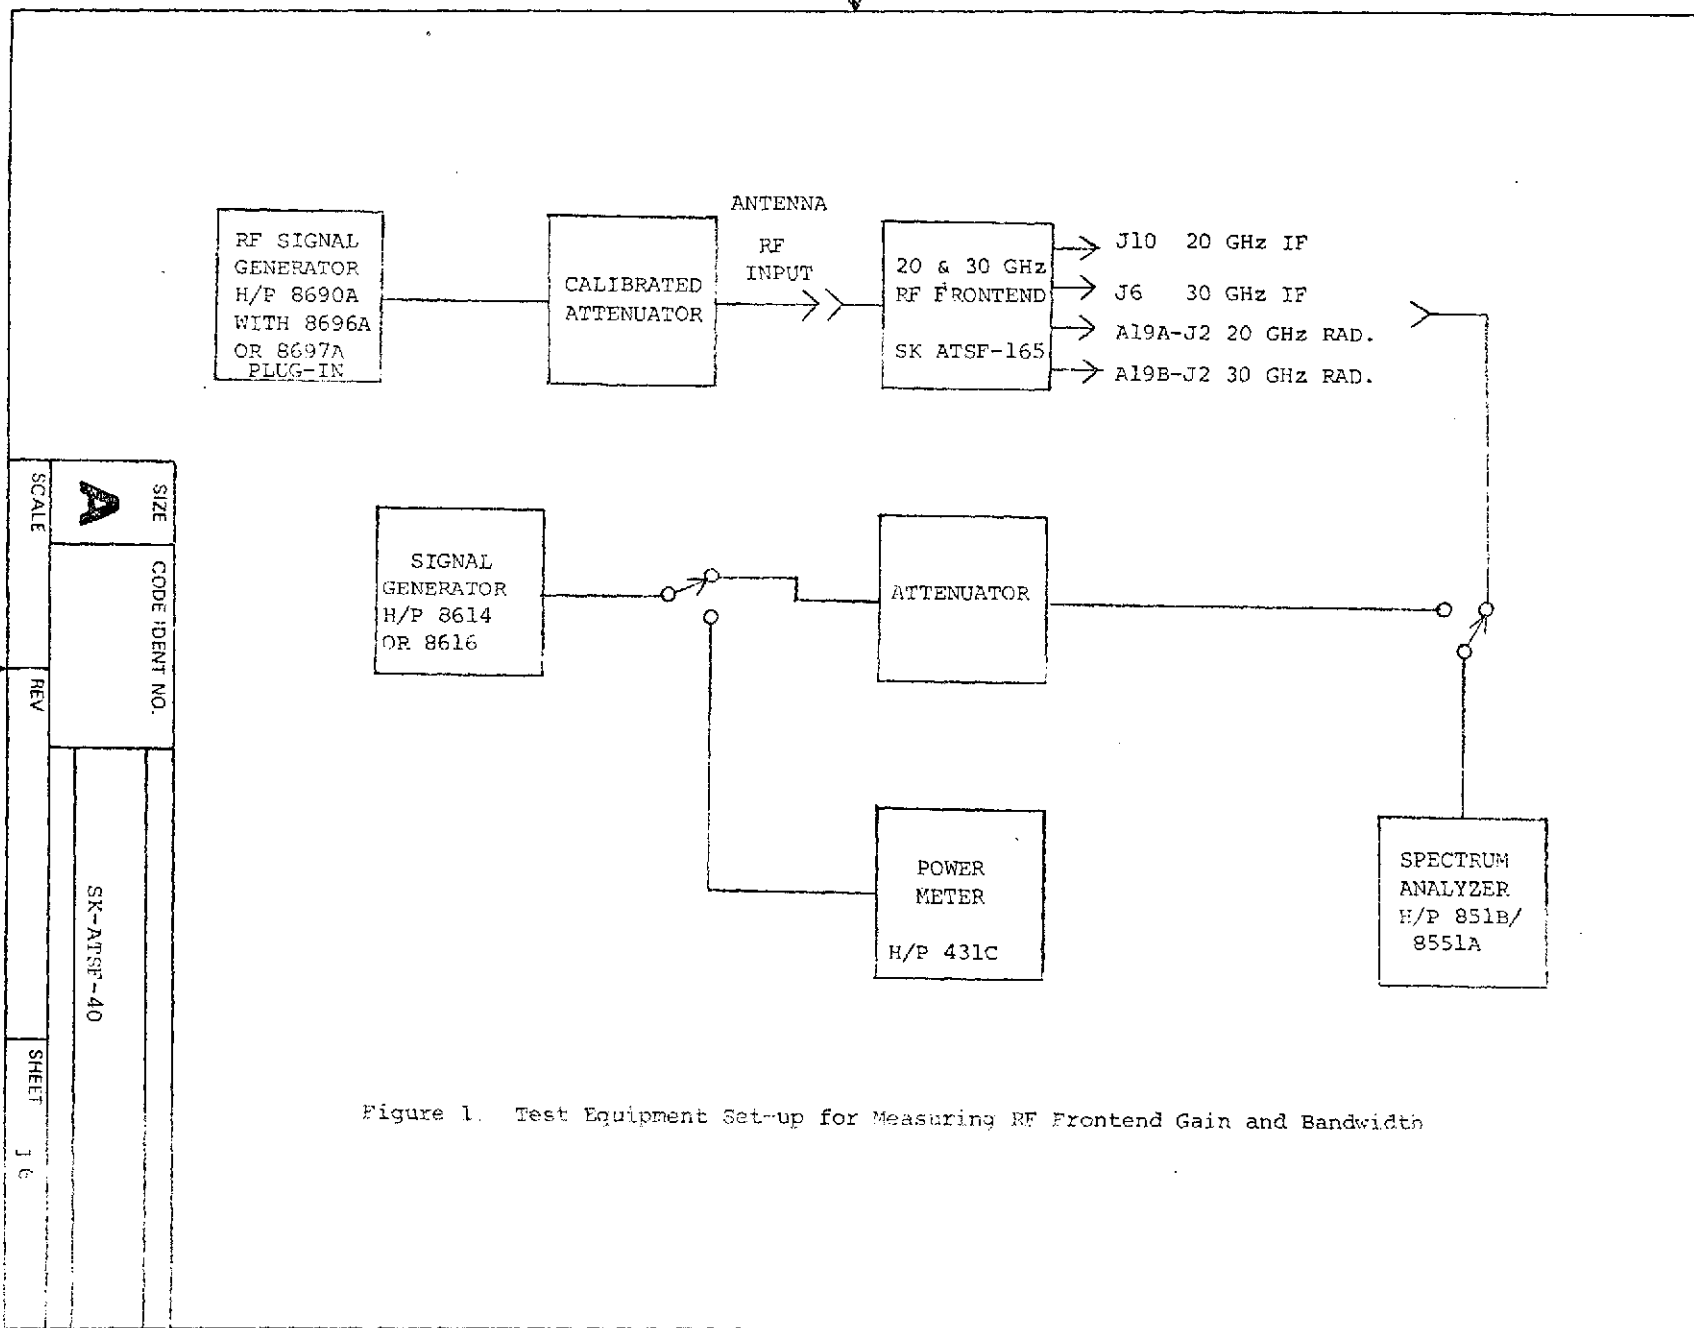 RF SIGNAL
GENERATOR
H/P 8690A
WITH 8696A
OR 8697A
PLUG-IN
CALIBRATED
ATTENUATOR
ANTENNA
RF
INPUT
20 & 30 GHz
RF FRONTEND
SK ATSF-165
J10 20 GHz IF
J6 30 GHz IF
A19A-J2 20 GHz RAD.
A19B-J2 30 GHz RAD.
SIGNAL
GENERATOR
H/P 8614
OR 8616
ATTENUATOR
POWER
METER
H/P 431C
SPECTRUM
ANALYZER
H/P 851B/
8551A
Figure 1. Test Equipment Set-up for Measuring RF Frontend Gain and Bandwidth
SIZE
A
CODE IDENT NO.
SK-ATSF-40
SCALE
REV
SHEET 16